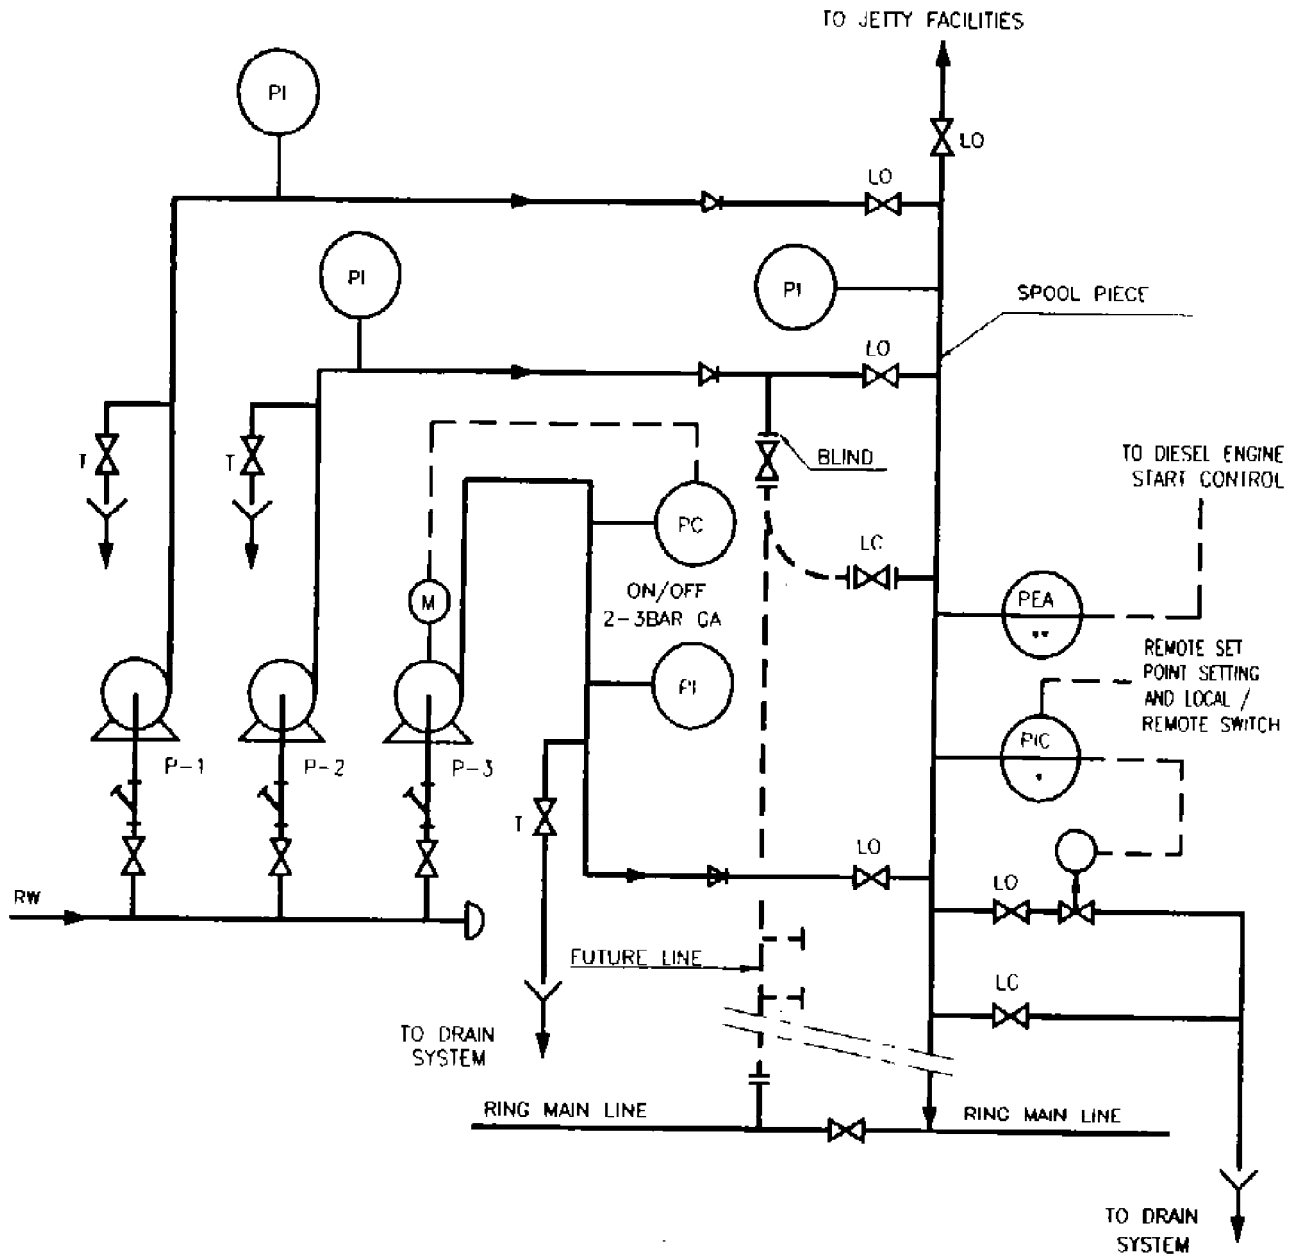 TO JETTY FACILITIES
PI
LO
LO
PI
PI
SPOOL PIECE
LO
BLIND
TO DIESEL ENGINE
START CONTROL
T
T
PC
LC
ON/OFF
2-3BAR GA
M
PEA
**
PI
REMOTE SET
POINT SETTING
AND LOCAL /
REMOTE SWITCH
PIC
*
P-1
P-2
P-3
T
LO
LO
RW
FUTURE LINE
LC
TO DRAIN
SYSTEM
RING MAIN LINE
RING MAIN LINE
TO DRAIN
SYSTEM